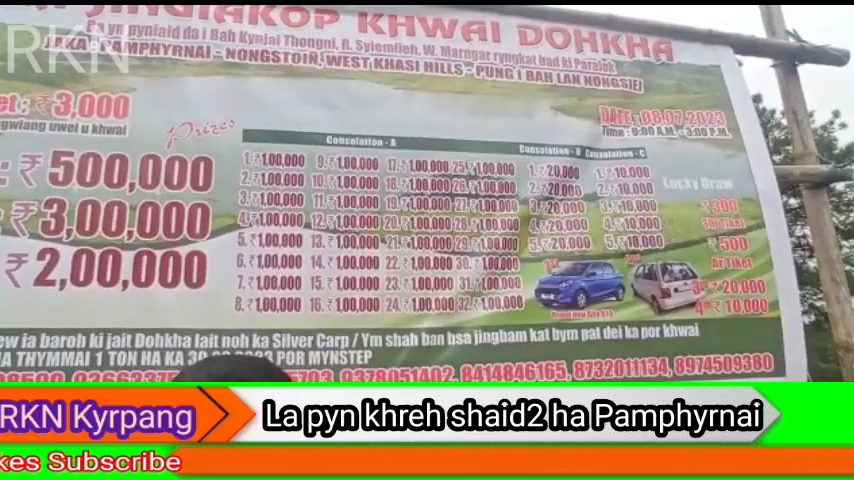 RKN
JINGIAKOP KHWAI DOHKHA
Pa yn pynlaid da i Bah Kynjai Thongni, R. Syiemlieh, W. Marngar ryngkat bad ki Paralok
JAKA: PAMPHYRNAI - NONGSTOIN, WEST KHASI HILLS - PUNG I BAH LAN NONGSIEJ
et: ₹3,000
gwiang uwei u khwai
DATE: 08.07.2023
Time: 9:00 A.M. - 3:00 P.M.
Prizes
: ₹500,000
: ₹3,00,000
₹2,00,000
Consolation - A
1.₹1,00,000 9.₹1,00,000 17.₹1,00,000 25.₹1,00,000
2.₹1,00,000 10.₹1,00,000 18.₹1,00,000 26.₹1,00,000
3.₹1,00,000 11.₹1,00,000 19.₹1,00,000 27.₹1,00,000
4.₹1,00,000 12.₹1,00,000 20.₹1,00,000 28.₹1,00,000
5.₹1,00,000 13.₹1,00,000 21.₹1,00,000 29.₹1,00,000
6.₹1,00,000 14.₹1,00,000 22.₹1,00,000 30.₹1,00,000
7.₹1,00,000 15.₹1,00,000 23.₹1,00,000 31.₹1,00,000
8.₹1,00,000 16.₹1,00,000 24.₹1,00,000 32.₹1,00,000
Consolation - B
1.₹20,000
2.₹20,000
3.₹20,000
4.₹20,000
5.₹20,000
Consolation - C
1.₹10,000
2.₹10,000
3.₹10,000
4.₹10,000
5.₹10,000
Lucky Draw
₹300
Shi Tiket
₹500
Ar Tiket
1st 2nd
3rd ₹20,000
4th ₹10,000
Brand New Alto K10
ew ia baroh ki jait Dohkha lait noh ka Silver Carp / Ym shah ban bsa jingbam kat bym pat dei ka por khwai
IA THYMMAI 1 TON HA KA 30 2023 POR MYNSTEP
5703, 9378051402, 8414846165, 8732011134, 8974509380
RKN Kyrpang
La pyn khreh shaid2 ha Pamphyrnai
kes Subscribe